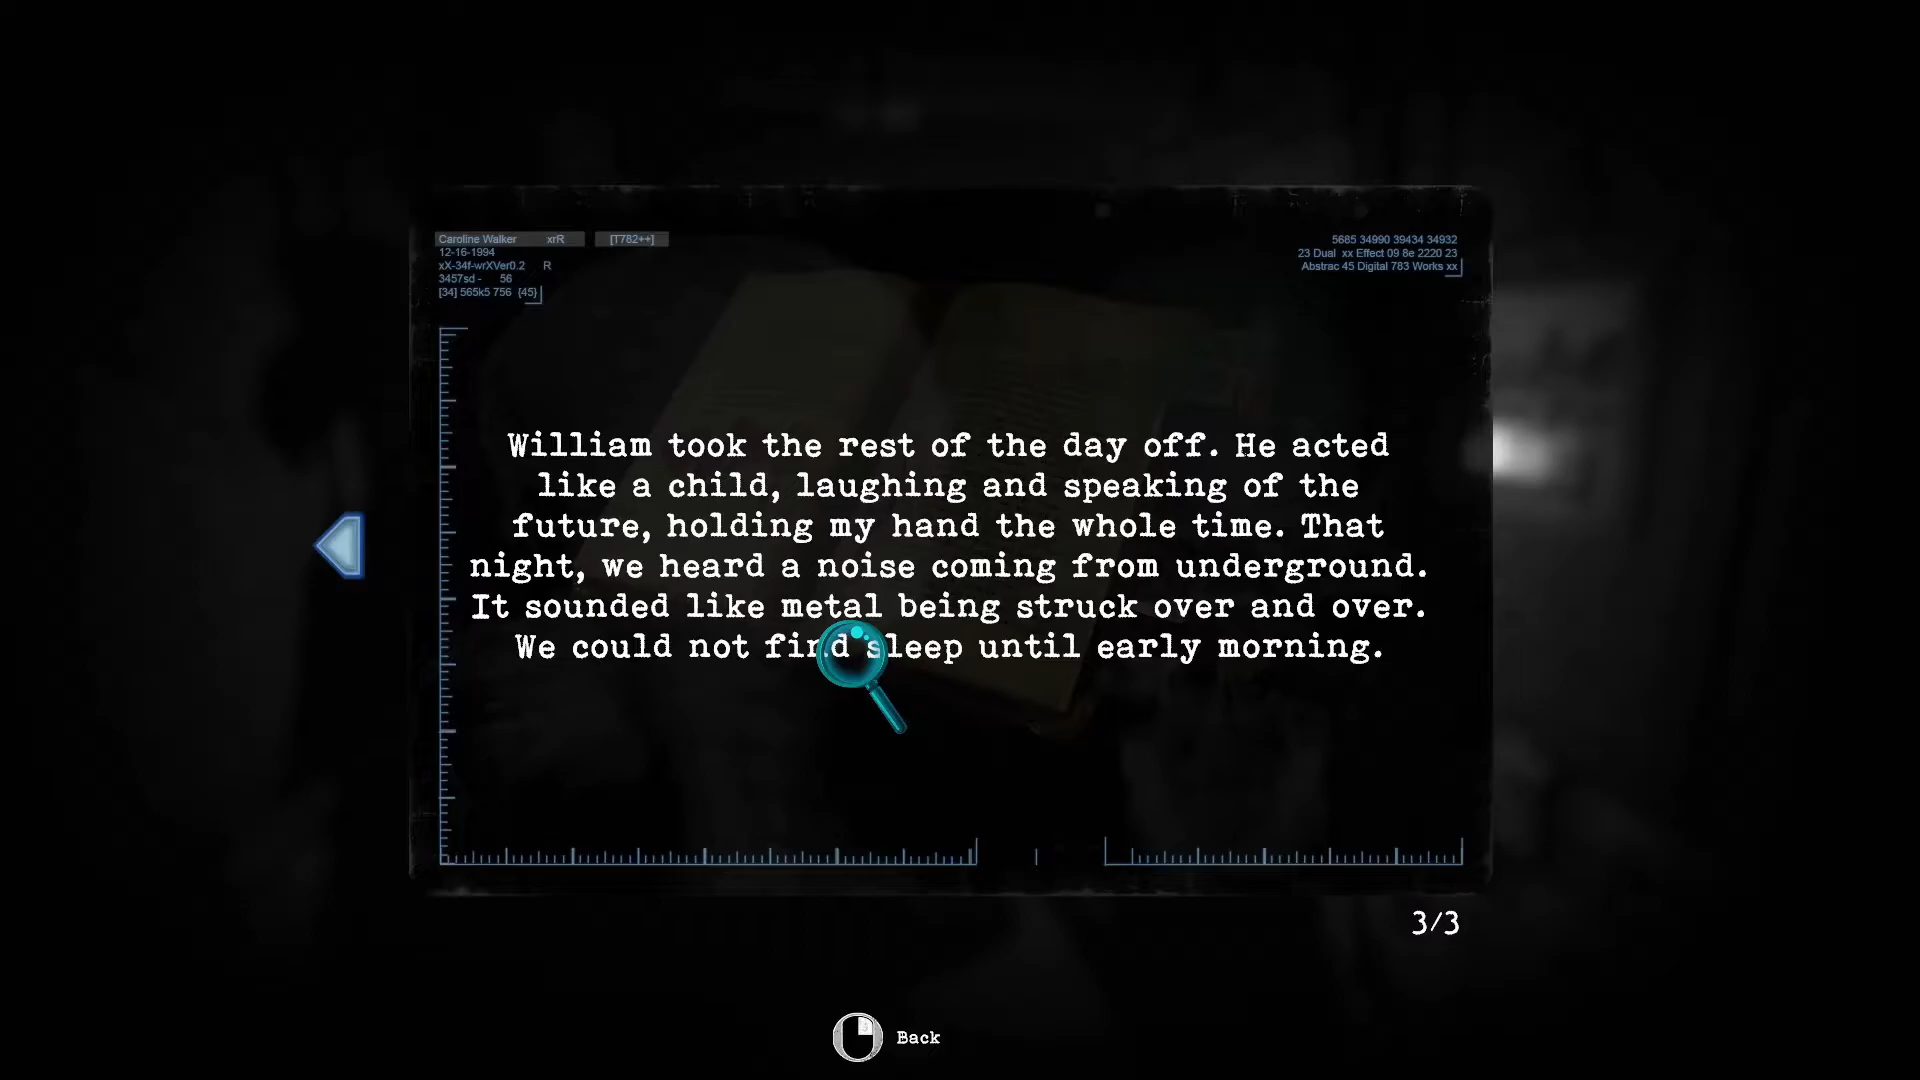 Caroline Walker xrR [T782++]
12-16-1994
xX-34f-wrXVer0.2 R
3457sd - 56
[34] 565k5 756 {45}
5685 34990 39434 34932
23 Dual xx Effect 09 8e 2220 23
Abstrac 45 Digital 783 Works xx
William took the rest of the day off. He acted
like a child, laughing and speaking of the
future, holding my hand the whole time. That
night, we heard a noise coming from underground.
It sounded like metal being struck over and over.
We could not find sleep until early morning.
3/3
Back